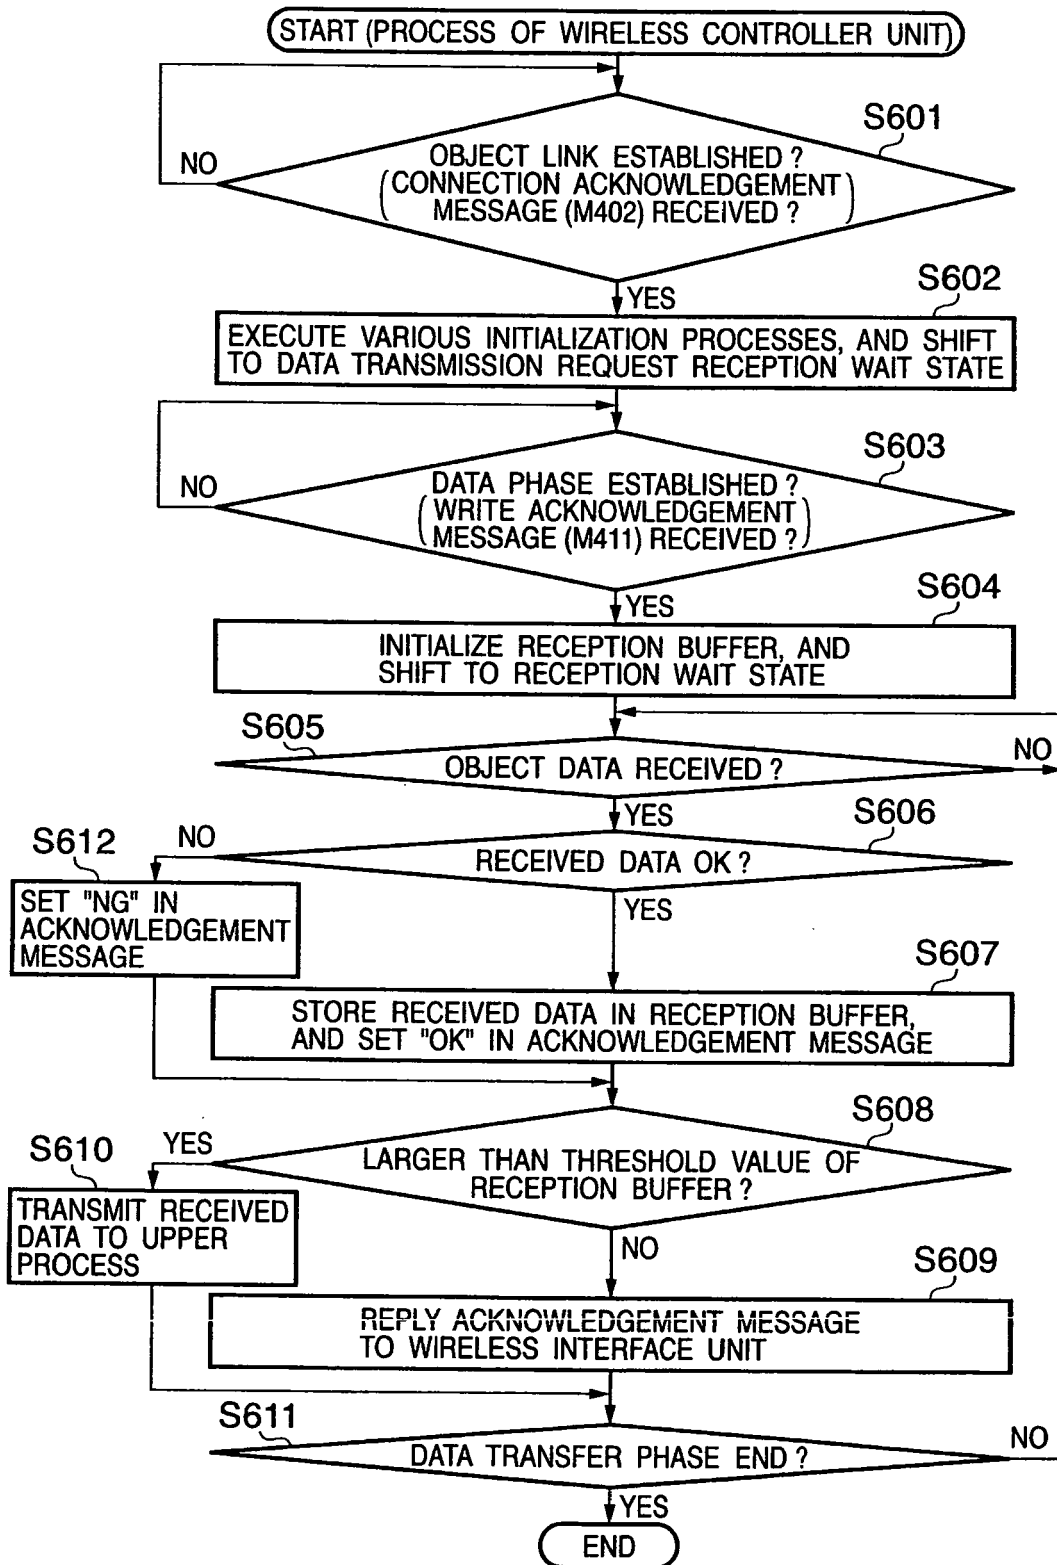 START (PROCESS OF WIRELESS CONTROLLER UNIT)
S601
NO
OBJECT LINK ESTABLISHED ?
(CONNECTION ACKNOWLEDGEMENT
MESSAGE (M402) RECEIVED ?)
YES
S602
EXECUTE VARIOUS INITIALIZATION PROCESSES, AND SHIFT
TO DATA TRANSMISSION REQUEST RECEPTION WAIT STATE
S603
NO
DATA PHASE ESTABLISHED ?
(WRITE ACKNOWLEDGEMENT
MESSAGE (M411) RECEIVED ?)
YES
S604
INITIALIZE RECEPTION BUFFER, AND
SHIFT TO RECEPTION WAIT STATE
S605
OBJECT DATA RECEIVED ?
NO
YES
S606
S612
NO
RECEIVED DATA OK ?
YES
SET "NG" IN
ACKNOWLEDGEMENT
MESSAGE
S607
STORE RECEIVED DATA IN RECEPTION BUFFER,
AND SET "OK" IN ACKNOWLEDGEMENT MESSAGE
S608
S610
YES
LARGER THAN THRESHOLD VALUE OF
RECEPTION BUFFER ?
TRANSMIT RECEIVED
DATA TO UPPER
PROCESS
NO
S609
REPLY ACKNOWLEDGEMENT MESSAGE
TO WIRELESS INTERFACE UNIT
S611
DATA TRANSFER PHASE END ?
NO
YES
END